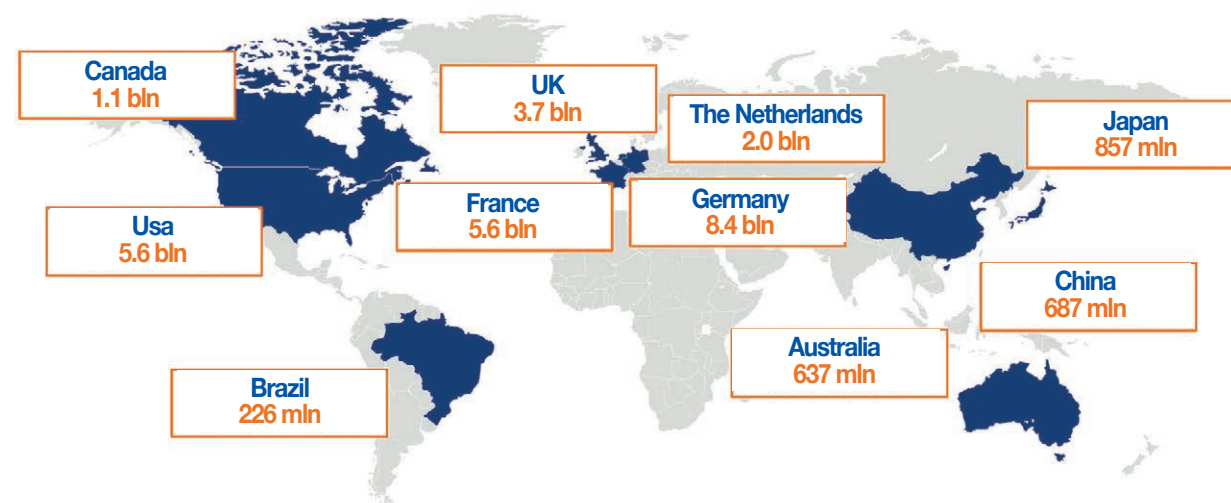 Canada
1.1 bln
UK
3.7 bln
The Netherlands
2.0 bln
Japan
857 mln
Usa
5.6 bln
France
5.6 bln
Germany
8.4 bln
China
687 mln
Australia
637 mln
Brazil
226 mln